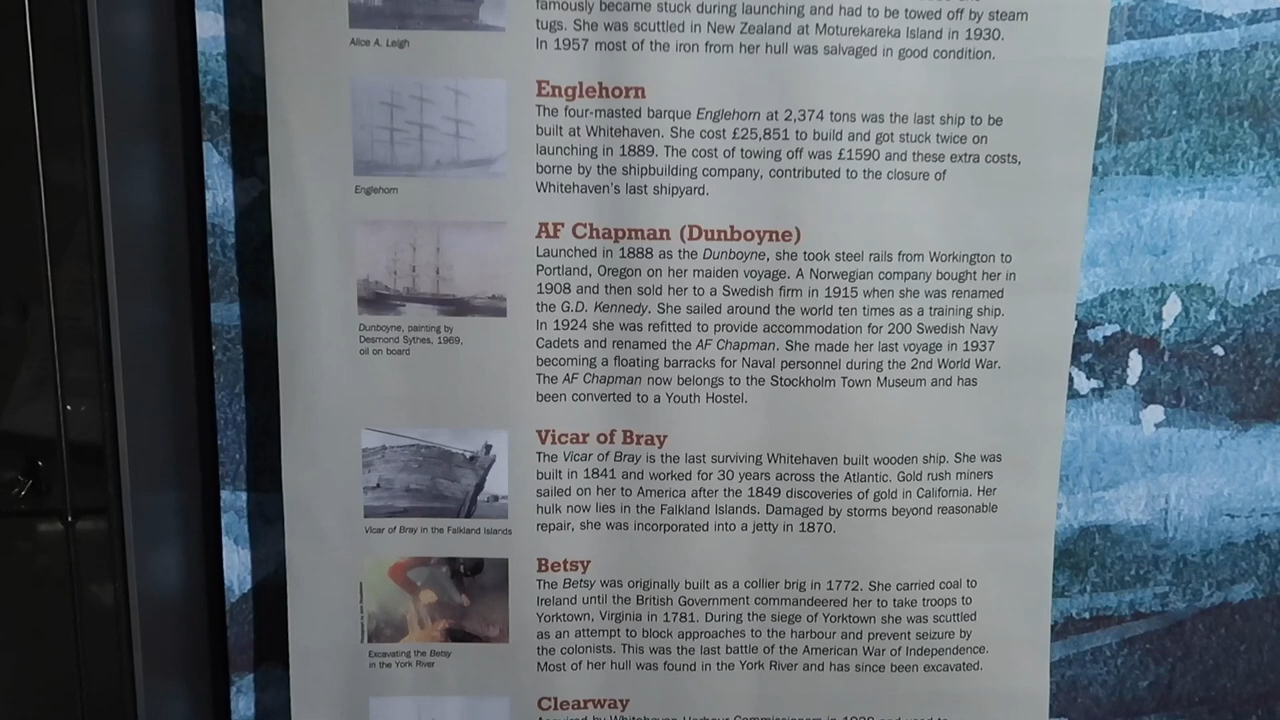 famously became stuck during launching and had to be towed off by steam
tugs. She was scuttled in New Zealand at Moturekareka Island in 1930.
In 1957 most of the iron from her hull was salvaged in good condition.
Alice A. Leigh
Englehorn
The four-masted barque Englehorn at 2,374 tons was the last ship to be
built at Whitehaven. She cost £25,851 to build and got stuck twice on
launching in 1889. The cost of towing off was £1590 and these extra costs,
borne by the shipbuilding company, contributed to the closure of
Whitehaven's last shipyard.
Englehorn
AF Chapman (Dunboyne)
Launched in 1888 as the Dunboyne, she took steel rails from Workington to
Portland, Oregon on her maiden voyage. A Norwegian company bought her in
1908 and then sold her to a Swedish firm in 1915 when she was renamed
the G.D. Kennedy. She sailed around the world ten times as a training ship.
In 1924 she was refitted to provide accommodation for 200 Swedish Navy
Cadets and renamed the AF Chapman. She made her last voyage in 1937
becoming a floating barracks for Naval personnel during the 2nd World War.
The AF Chapman now belongs to the Stockholm Town Museum and has
been converted to a Youth Hostel.
Dunboyne, painting by
Desmond Sythes, 1969,
oil on board
Vicar of Bray
The Vicar of Bray is the last surviving Whitehaven built wooden ship. She was
built in 1841 and worked for 30 years across the Atlantic. Gold rush miners
sailed on her to America after the 1849 discoveries of gold in California. Her
hulk now lies in the Falkland Islands. Damaged by storms beyond reasonable
repair, she was incorporated into a jetty in 1870.
Vicar of Bray in the Falkland Islands
Betsy
The Betsy was originally built as a collier brig in 1772. She carried coal to
Ireland until the British Government commandeered her to take troops to
Yorktown, Virginia in 1781. During the siege of Yorktown she was scuttled
as an attempt to block approaches to the harbour and prevent seizure by
the colonists. This was the last battle of the American War of Independence.
Most of her hull was found in the York River and has since been excavated.
Excavating the Betsy
in the York River
Clearway